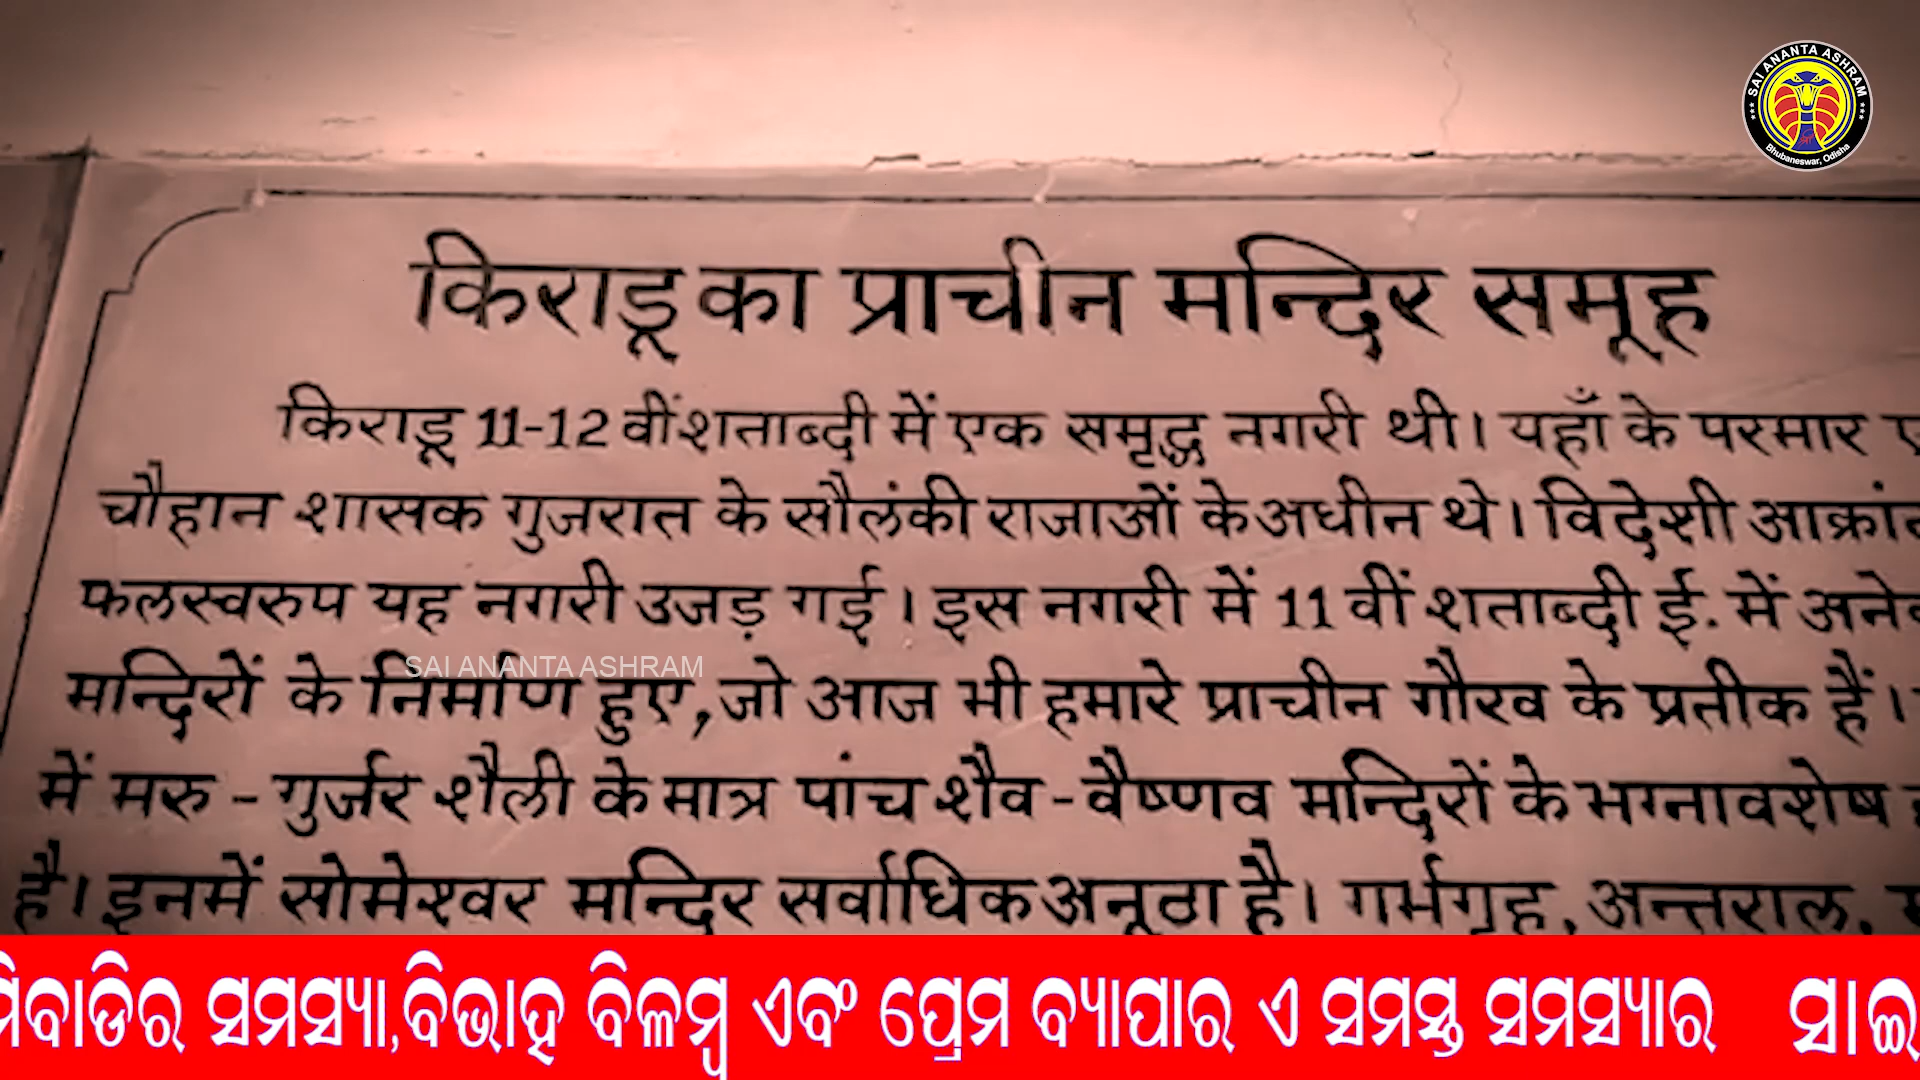 SAI ANANTA ASHRAM
Bhubaneswar, Odisha
किराडू का प्राचीन मन्दिर समूह
किराडू 11-12 वीं शताब्दी में एक समृद्ध नगरी थी। यहाँ के परमार
चौहान शासक गुजरात के सौलंकी राजाओं के अधीन थे। विदेशी
फलस्वरुप यह नगरी उजड़ गई। इस नगरी में 11 वीं शताब्दी ई. में
मन्दिरों के निर्माण हुए, जो आज भी हमारे प्राचीन गौरव के प्रतीक हैं।
SAI ANANTA ASHRAM
में मरु - गुर्जर शैली के मात्र पांच शैव - वैष्णव मन्दिरों के भग्नावशेष
है। इनमें सोमेश्वर मन्दिर सर्वाधिक अनूठा है। गर्भगृह, अन्तराल,
ସମସ୍ୟା,ବିଭାହ ବିଳମ୍ବ ଏବଂ ପ୍ରେମ ବ୍ୟାପାର ଏ ସମସ୍ତ ସମସ୍ୟାର ସାଇ